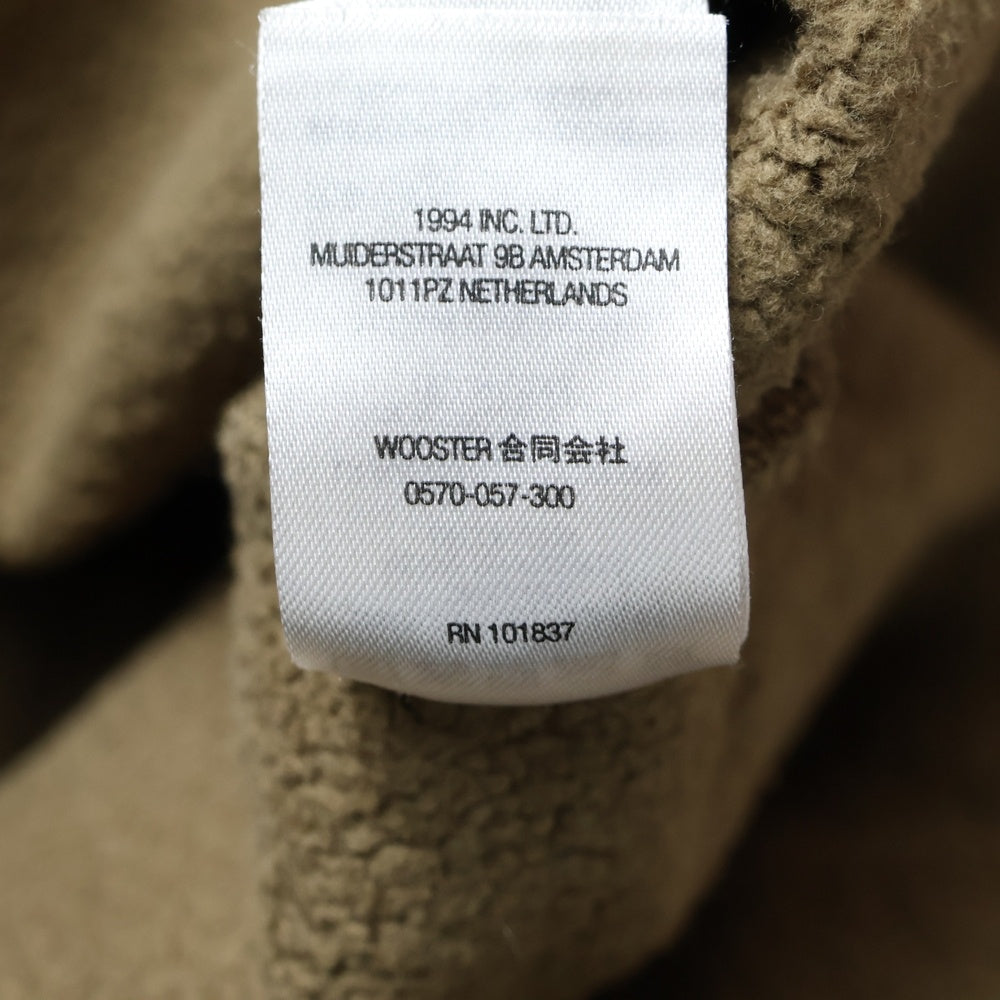 1994 INC. LTD.
MUIDERSTRAAT 9B AMSTERDAM
1011PZ NETHERLANDS
WOOSTER 合同会社
0570-057-300
RN 101837